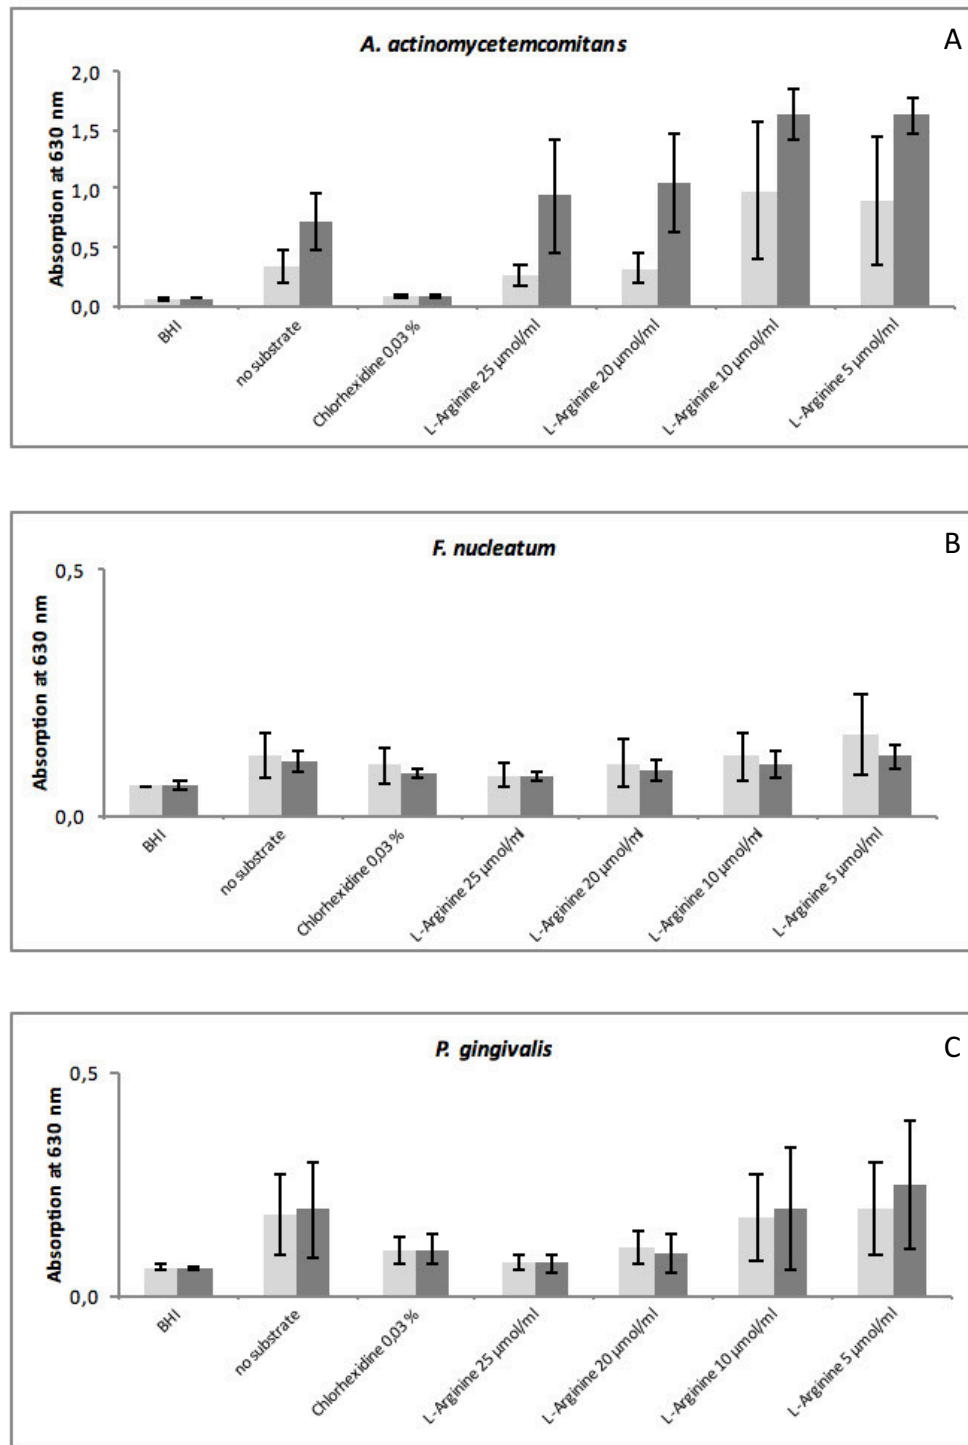 A. actinomycetemcomitans
A
Absorption at 630 nm
2,0
1,5
1,0
0,5
0,0
BHI
no substrate
Chlorhexidine 0,03 %
L-Arginine 25 µmol/ml
L-Arginine 20 µmol/ml
L-Arginine 10 µmol/ml
L-Arginine 5 µmol/ml
F. nucleatum
B
Absorption at 630 nm
0,5
0,0
BHI
no substrate
Chlorhexidine 0,03 %
L-Arginine 25 µmol/ml
L-Arginine 20 µmol/ml
L-Arginine 10 µmol/ml
L-Arginine 5 µmol/ml
P. gingivalis
C
Absorption at 630 nm
0,5
0,0
BHI
no substrate
Chlorhexidine 0,03 %
L-Arginine 25 µmol/ml
L-Arginine 20 µmol/ml
L-Arginine 10 µmol/ml
L-Arginine 5 µmol/ml